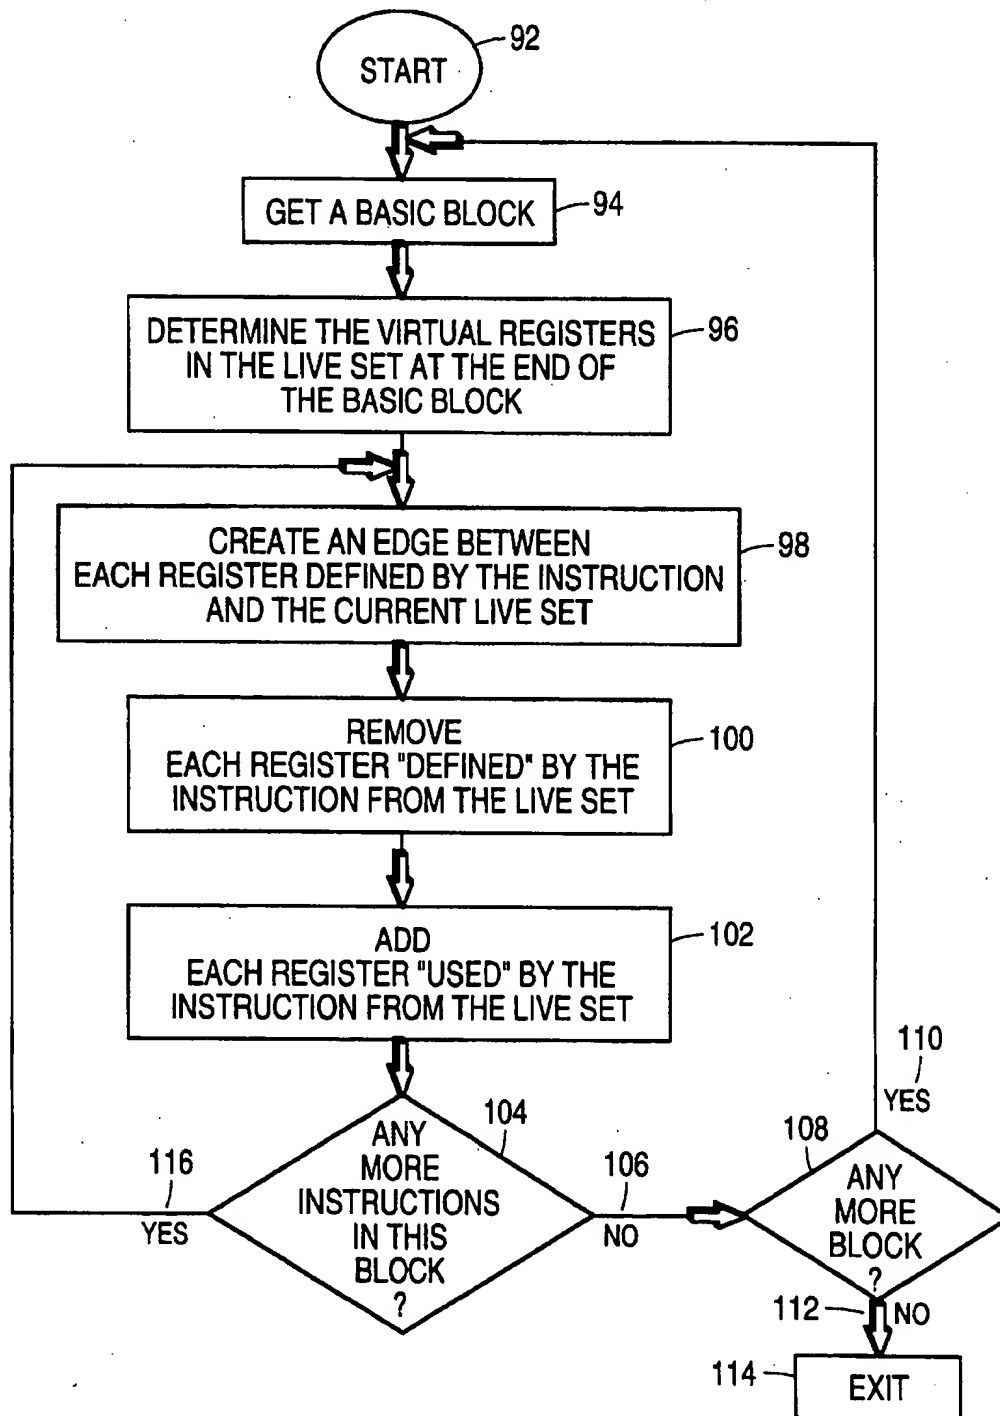 START
92
GET A BASIC BLOCK
94
DETERMINE THE VIRTUAL REGISTERS
IN THE LIVE SET AT THE END OF
THE BASIC BLOCK
96
CREATE AN EDGE BETWEEN
EACH REGISTER DEFINED BY THE INSTRUCTION
AND THE CURRENT LIVE SET
98
REMOVE
EACH REGISTER "DEFINED" BY THE
INSTRUCTION FROM THE LIVE SET
100
ADD
EACH REGISTER "USED" BY THE
INSTRUCTION FROM THE LIVE SET
102
ANY
MORE
INSTRUCTIONS
IN THIS
BLOCK
?
104
116
YES
106
NO
108
ANY
MORE
BLOCK
?
110
YES
112
NO
114
EXIT